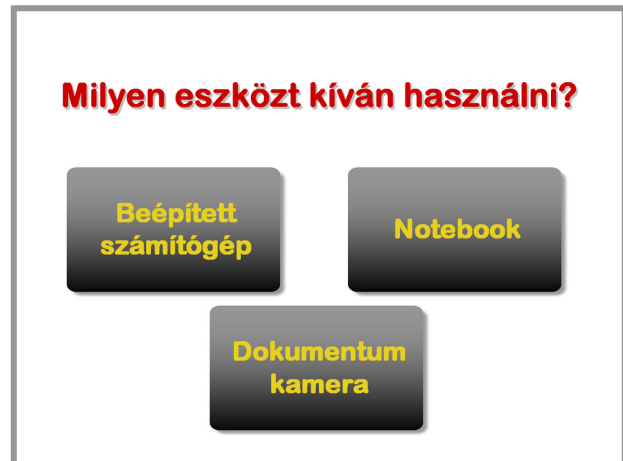 Milyen eszközt kíván használni?
Beépített
számítógép
Notebook
Dokumentum
kamera